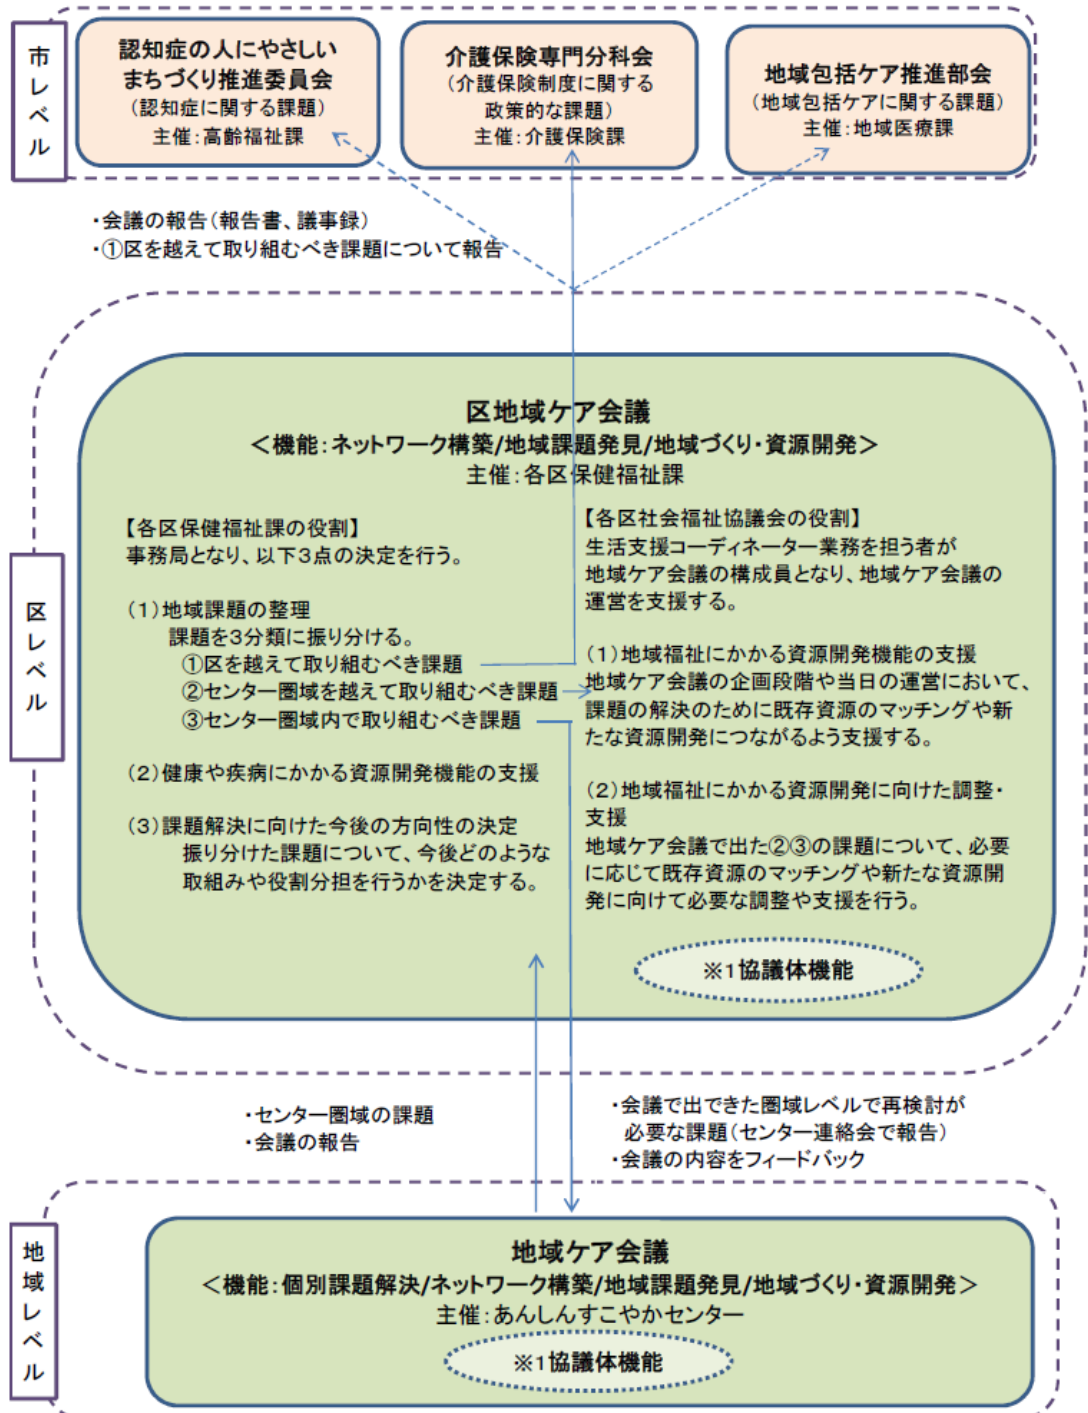 市レベル
認知症の人にやさしい
まちづくり推進委員会
(認知症に関する課題)
主催:高齢福祉課
介護保険専門分科会
(介護保険制度に関する
政策的な課題)
主催:介護保険課
地域包括ケア推進部会
(地域包括ケアに関する課題)
主催:地域医療課
・会議の報告(報告書、議事録)
・①区を越えて取り組むべき課題について報告
区レベル
区地域ケア会議
<機能:ネットワーク構築/地域課題発見/地域づくり・資源開発>
主催:各区保健福祉課
【各区保健福祉課の役割】
事務局となり、以下3点の決定を行う。
(1)地域課題の整理
課題を3分類に振り分ける。
①区を越えて取り組むべき課題
②センター圏域を越えて取り組むべき課題
③センター圏域内で取り組むべき課題
(2)健康や疾病にかかる資源開発機能の支援
(3)課題解決に向けた今後の方向性の決定
振り分けた課題について、今後どのような
取組みや役割分担を行うかを決定する。
【各区社会福祉協議会の役割】
生活支援コーディネーター業務を担う者が
地域ケア会議の構成員となり、地域ケア会議の
運営を支援する。
(1)地域福祉にかかる資源開発機能の支援
地域ケア会議の企画段階や当日の運営において、
課題の解決のために既存資源のマッチングや新
たな資源開発につながるよう支援する。
(2)地域福祉にかかる資源開発に向けた調整・
支援
地域ケア会議で出た②③の課題について、必要
に応じて既存資源のマッチングや新たな資源開
発に向けて必要な調整や支援を行う。
※1協議体機能
・センター圏域の課題
・会議の報告
・会議で出できた圏域レベルで再検討が
必要な課題(センター連絡会で報告)
・会議の内容をフィードバック
地域レベル
地域ケア会議
<機能:個別課題解決/ネットワーク構築/地域課題発見/地域づくり・資源開発>
主催:あんしんすこやかセンター
※1協議体機能